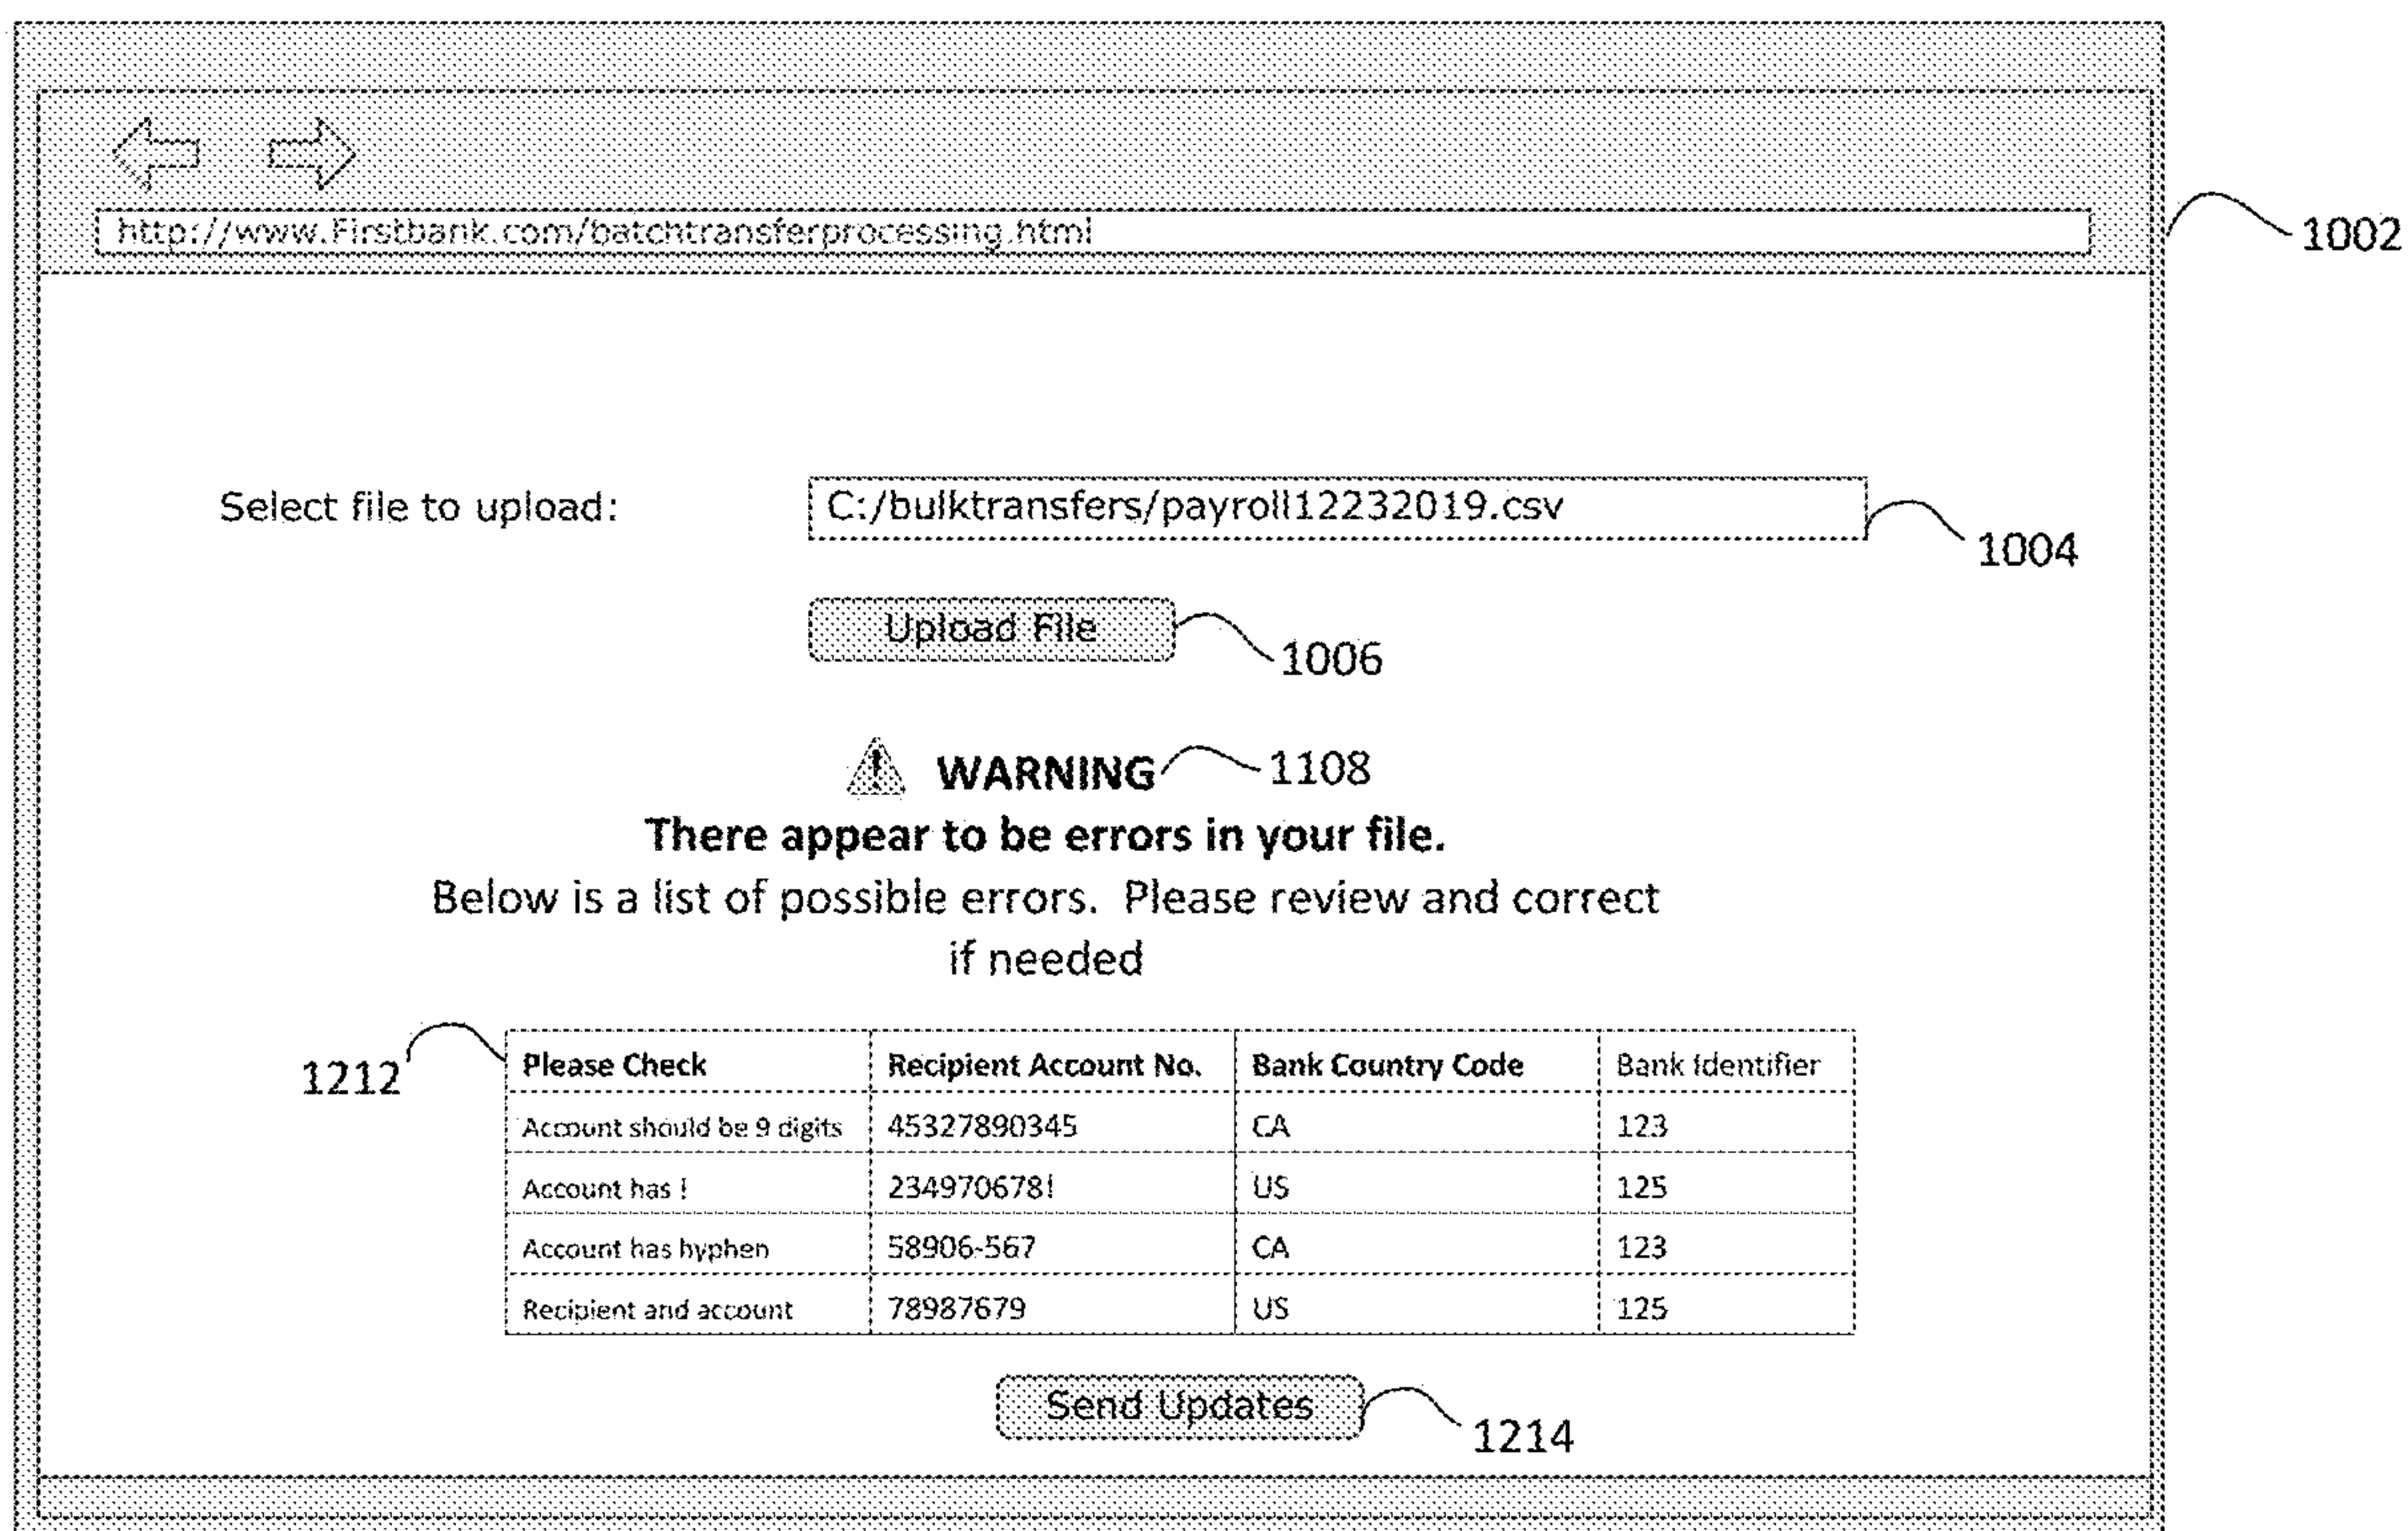 http://www.Firstbank.com/batchtransferprocessing.html
1002
Select file to upload: C:/bulktransfers/payroll12232019.csv
1004
Upload File
1006
WARNING 1108
There appear to be errors in your file.
Below is a list of possible errors. Please review and correct
if needed
1212
Please Check Recipient Account No. Bank Country Code Bank Identifier
Account should be 9 digits 45327890345 CA 123
Account has ! 234970678! US 125
Account has hyphen 58906-567 CA 123
Recipient and account 78987679 US 125
Send Updates
1214